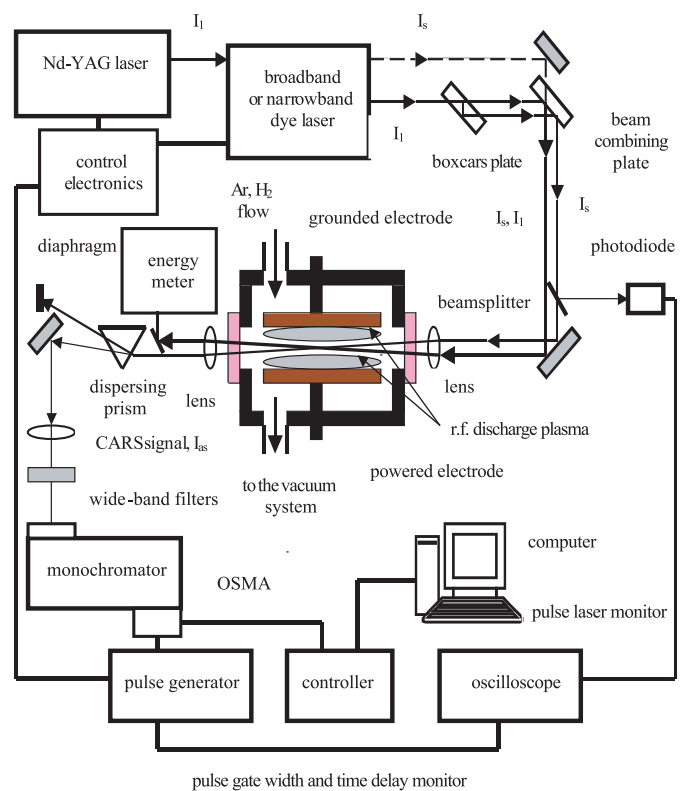 I₁
Iₛ
Nd-YAG laser
broadband
or narrowband
dye laser
I₁
boxcars plate
beam
combining
plate
control
electronics
Ar, H₂
flow
grounded electrode
Iₛ, I₁
Iₛ
diaphragm
energy
meter
photodiode
beamsplitter
dispersing
prism
lens
lens
CARSsignal, Iₐₛ
r.f. discharge plasma
wide-band filters
to the vacuum
system
powered electrode
monochromator
OSMA
computer
pulse laser monitor
pulse generator
controller
oscilloscope
pulse gate width and time delay monitor